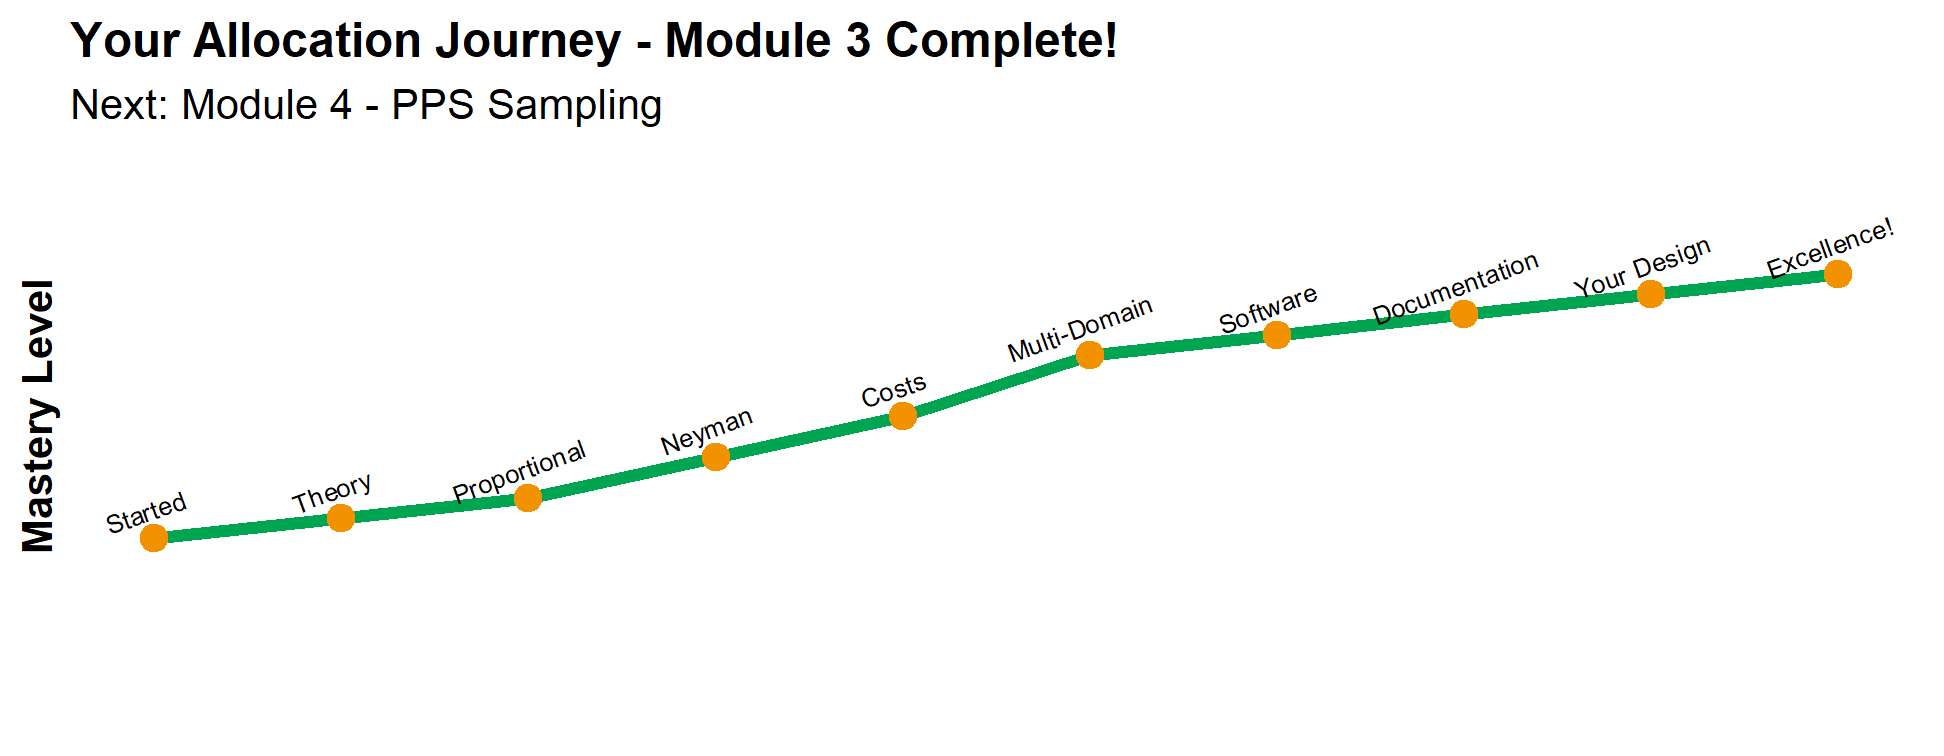 Your Allocation Journey - Module 3 Complete!
Next: Module 4 - PPS Sampling
Mastery Level
Started
Theory
Proportional
Neyman
Costs
Multi-Domain
Software
Documentation
Your Design
Excellence!